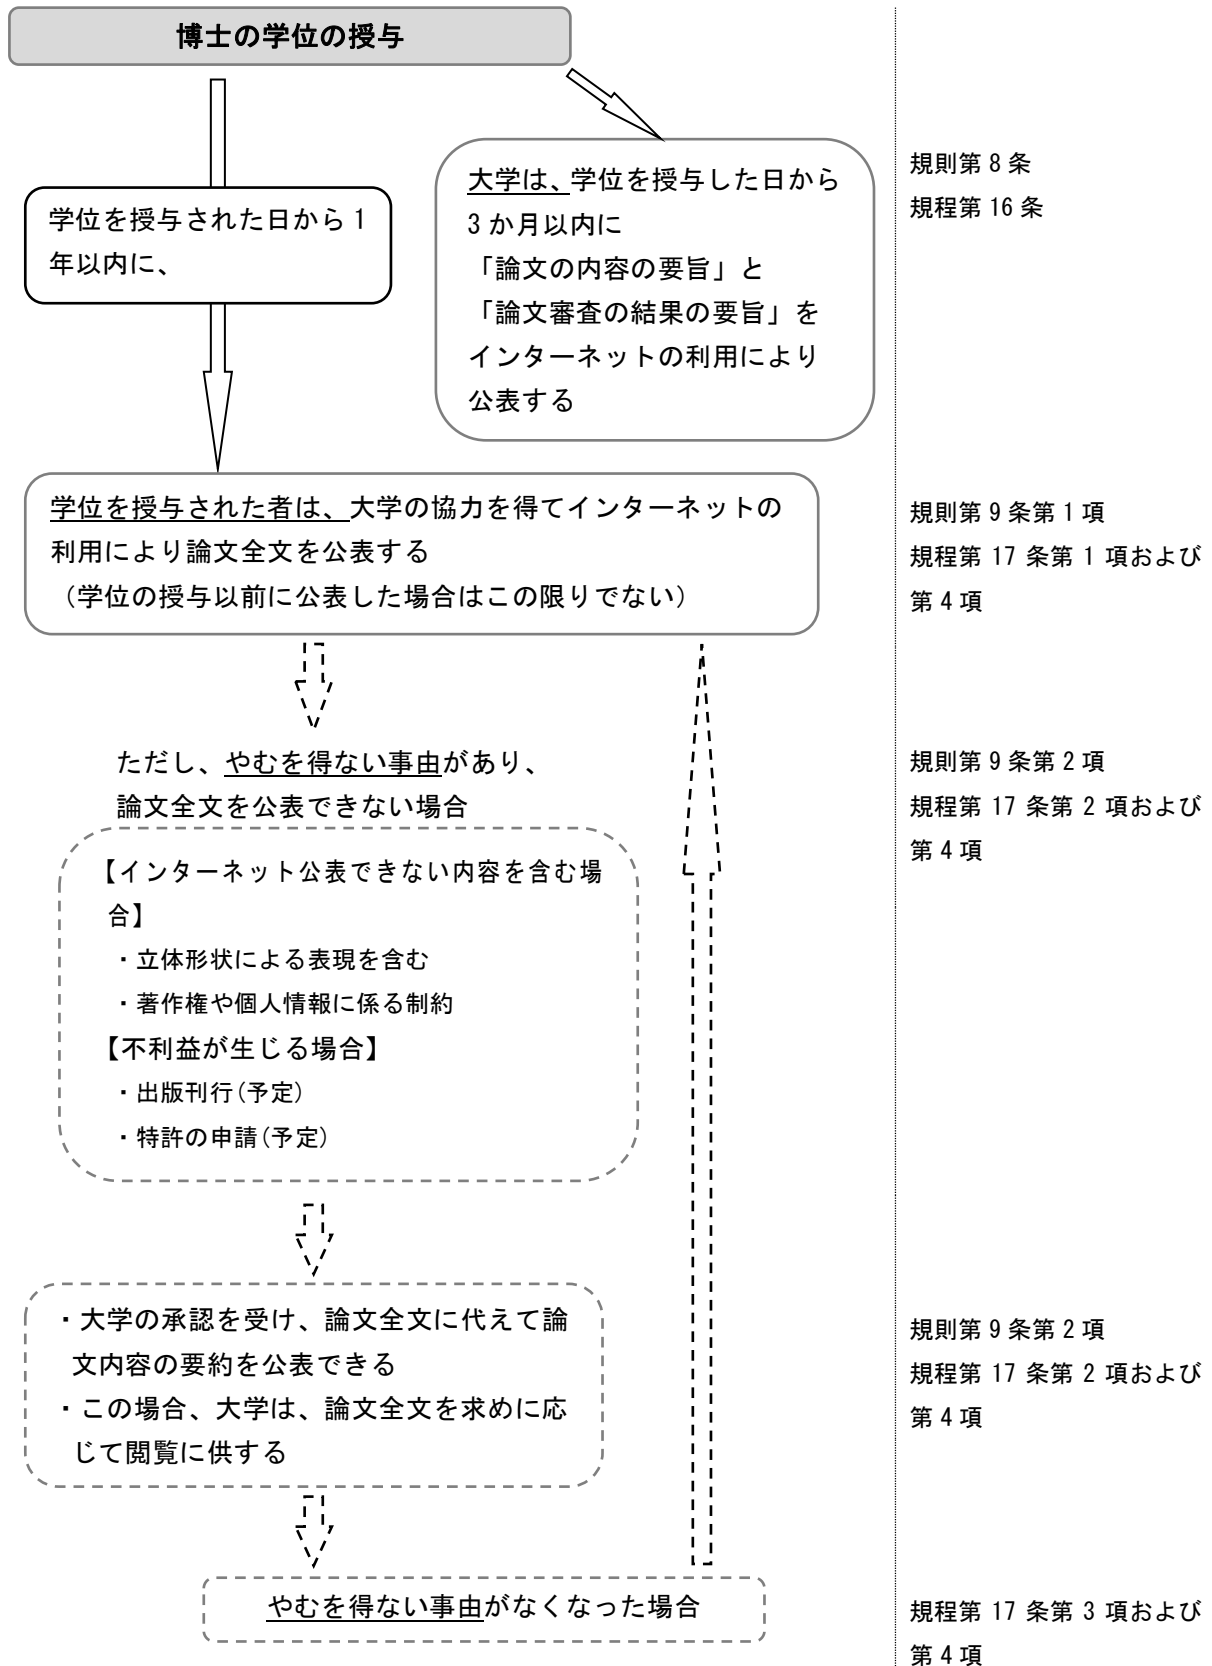 博士の学位の授与
学位を授与された日から 1
年以内に、
大学は、学位を授与した日から
3 か月以内に
「論文の内容の要旨」と
「論文審査の結果の要旨」を
インターネットの利用により
公表する
規則第 8 条
規程第 16 条
学位を授与された者は、大学の協力を得てインターネットの
利用により論文全文を公表する
（学位の授与以前に公表した場合はこの限りでない）
規則第 9 条第 1 項
規程第 17 条第 1 項および
第 4 項
ただし、やむを得ない事由があり、
論文全文を公表できない場合
規則第 9 条第 2 項
規程第 17 条第 2 項および
第 4 項
【インターネット公表できない内容を含む場
合】
・立体形状による表現を含む
・著作権や個人情報に係る制約
【不利益が生じる場合】
・出版刊行(予定)
・特許の申請(予定)
・大学の承認を受け、論文全文に代えて論
文内容の要約を公表できる
・この場合、大学は、論文全文を求めに応
じて閲覧に供する
規則第 9 条第 2 項
規程第 17 条第 2 項および
第 4 項
やむを得ない事由がなくなった場合
規程第 17 条第 3 項および
第 4 項